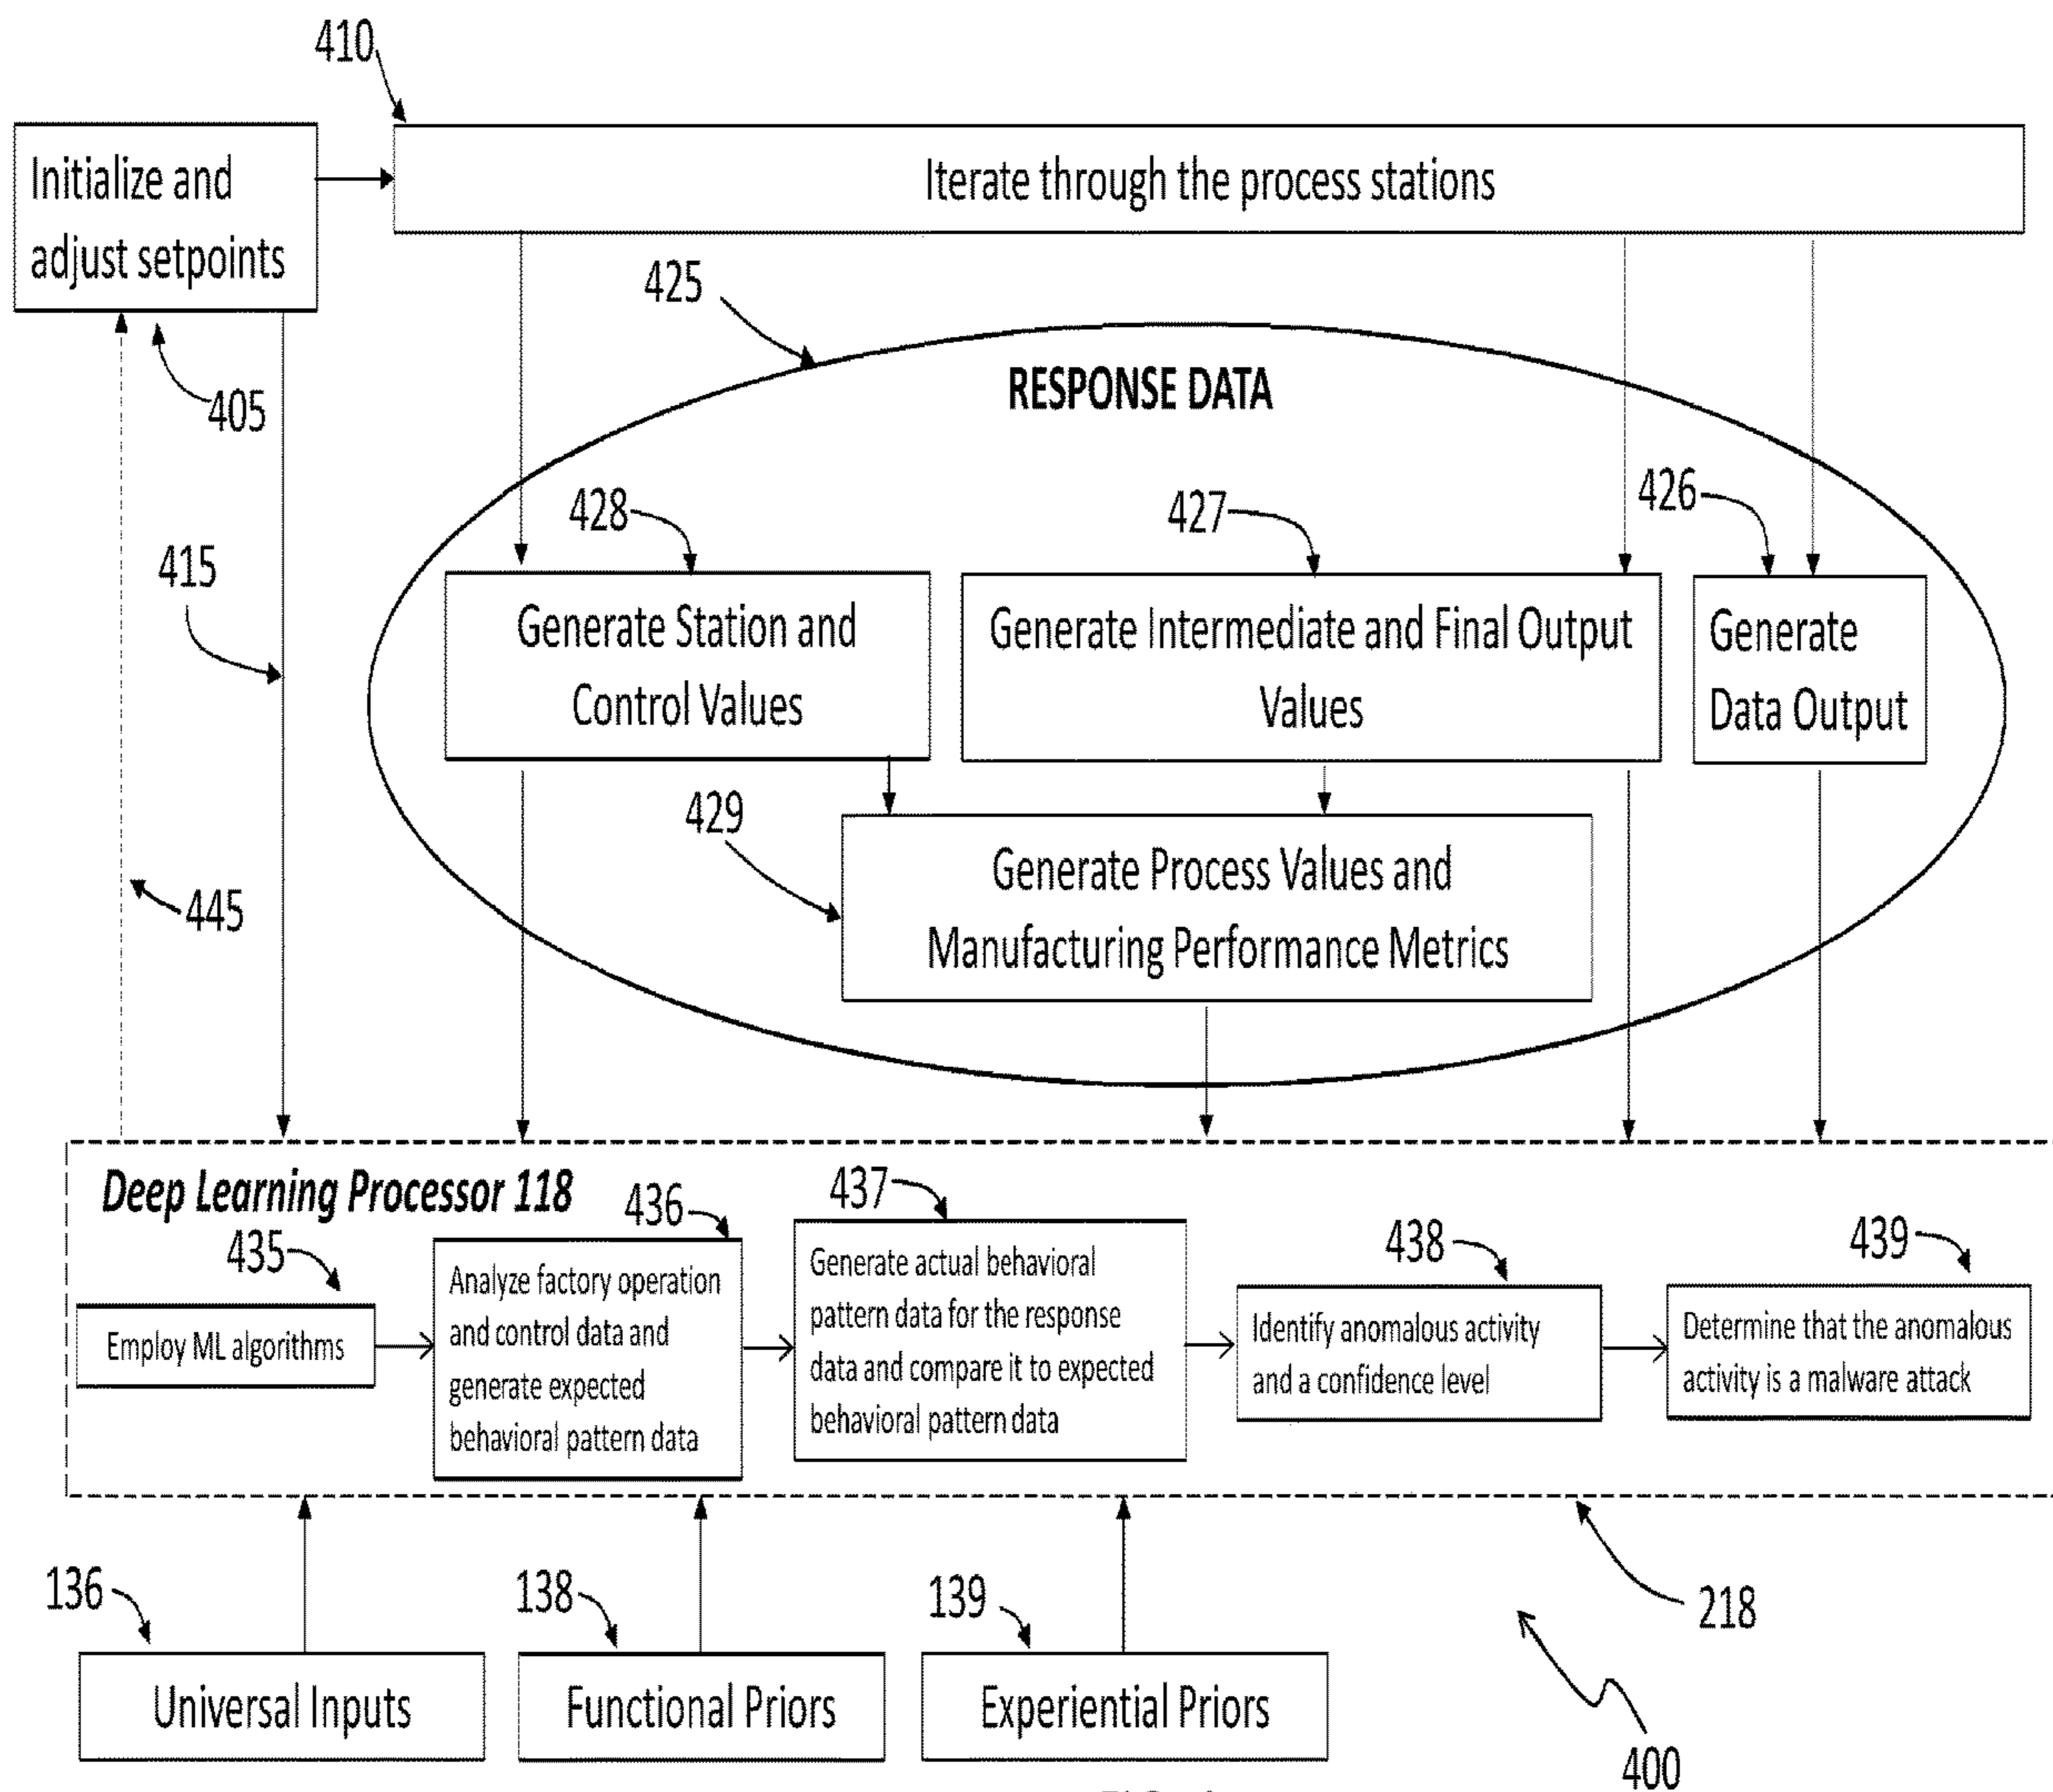 410
Initialize and
adjust setpoints
Iterate through the process stations
425
RESPONSE DATA
405
428
427
426
415
Generate Station and
Control Values
Generate Intermediate and Final Output
Values
Generate
Data Output
429
Generate Process Values and
Manufacturing Performance Metrics
445
Deep Learning Processor 118
435
436
437
438
439
Employ ML algorithms
Analyze factory operation
and control data and
generate expected
behavioral pattern data
Generate actual behavioral
pattern data for the response
data and compare it to expected
behavioral pattern data
Identify anomalous activity
and a confidence level
Determine that the anomalous
activity is a malware attack
136
138
139
218
Universal Inputs
Functional Priors
Experiential Priors
400